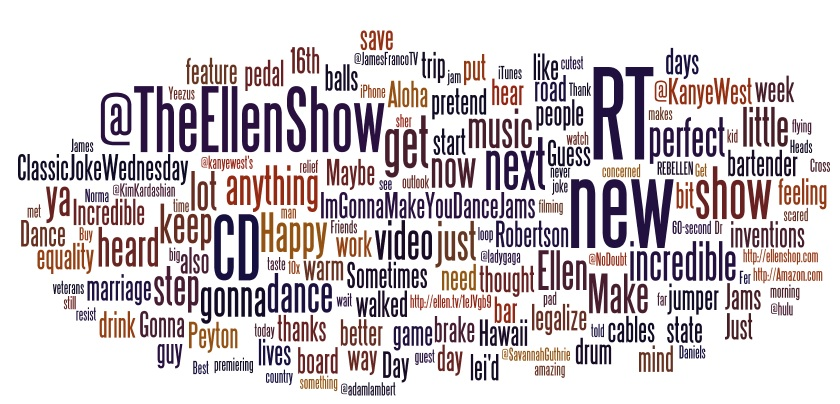 save
@JamesFrancoTV
16th
trip
put
like
cutest
days
feature
pedal
balls
jam
iTunes
road
Thank
RT
@KanyeWest
week
Yeezus
iPhone
Aloha
pretend
hear
people
makes
@TheEllenShow
sher
get
start
music
watch
perfect
kid
little
flying
James
Guess
Heads
ClassicJokeWednesday
@kanyewest's
relief
Maybe
now
next
never
concerned
REBELLEN
Get
bartender
Cross
@KimKardashian
see
outlook
joke
new
bit
show
feeling
Norma
time
lot
anything
ImGonnaMakeYouDanceJams
filming
scared
met
ya
Incredible
man
60-second
Dr
inventions
Dance
Buy
keep
CD
Happy
Friends
work
video
just
loop
Robertson
equality
heard
big
also
@ladygaga
@NoDoubt
incredible
http://ellenshop.com
taste
10x
warm
Sometimes
need
thought
Ellen
Fer
http://Amazon.com
veterans
marriage
step
gonna
dance
wait
walked
http://ellen.tv/1eJVgh9
pad
Make
far
jumper
Jams
morning
still
resist
bar
legalize
@hulu
drink
Gonna
Peyton
today
thanks
better
game
brake
Hawaii
told
cables
state
Just
guy
lives
board
way
Day
guest
day
lei'd
@SavannahGuthrie
drum
mind
Daniels
Best
premiering
country
something
@adamlambert
amazing